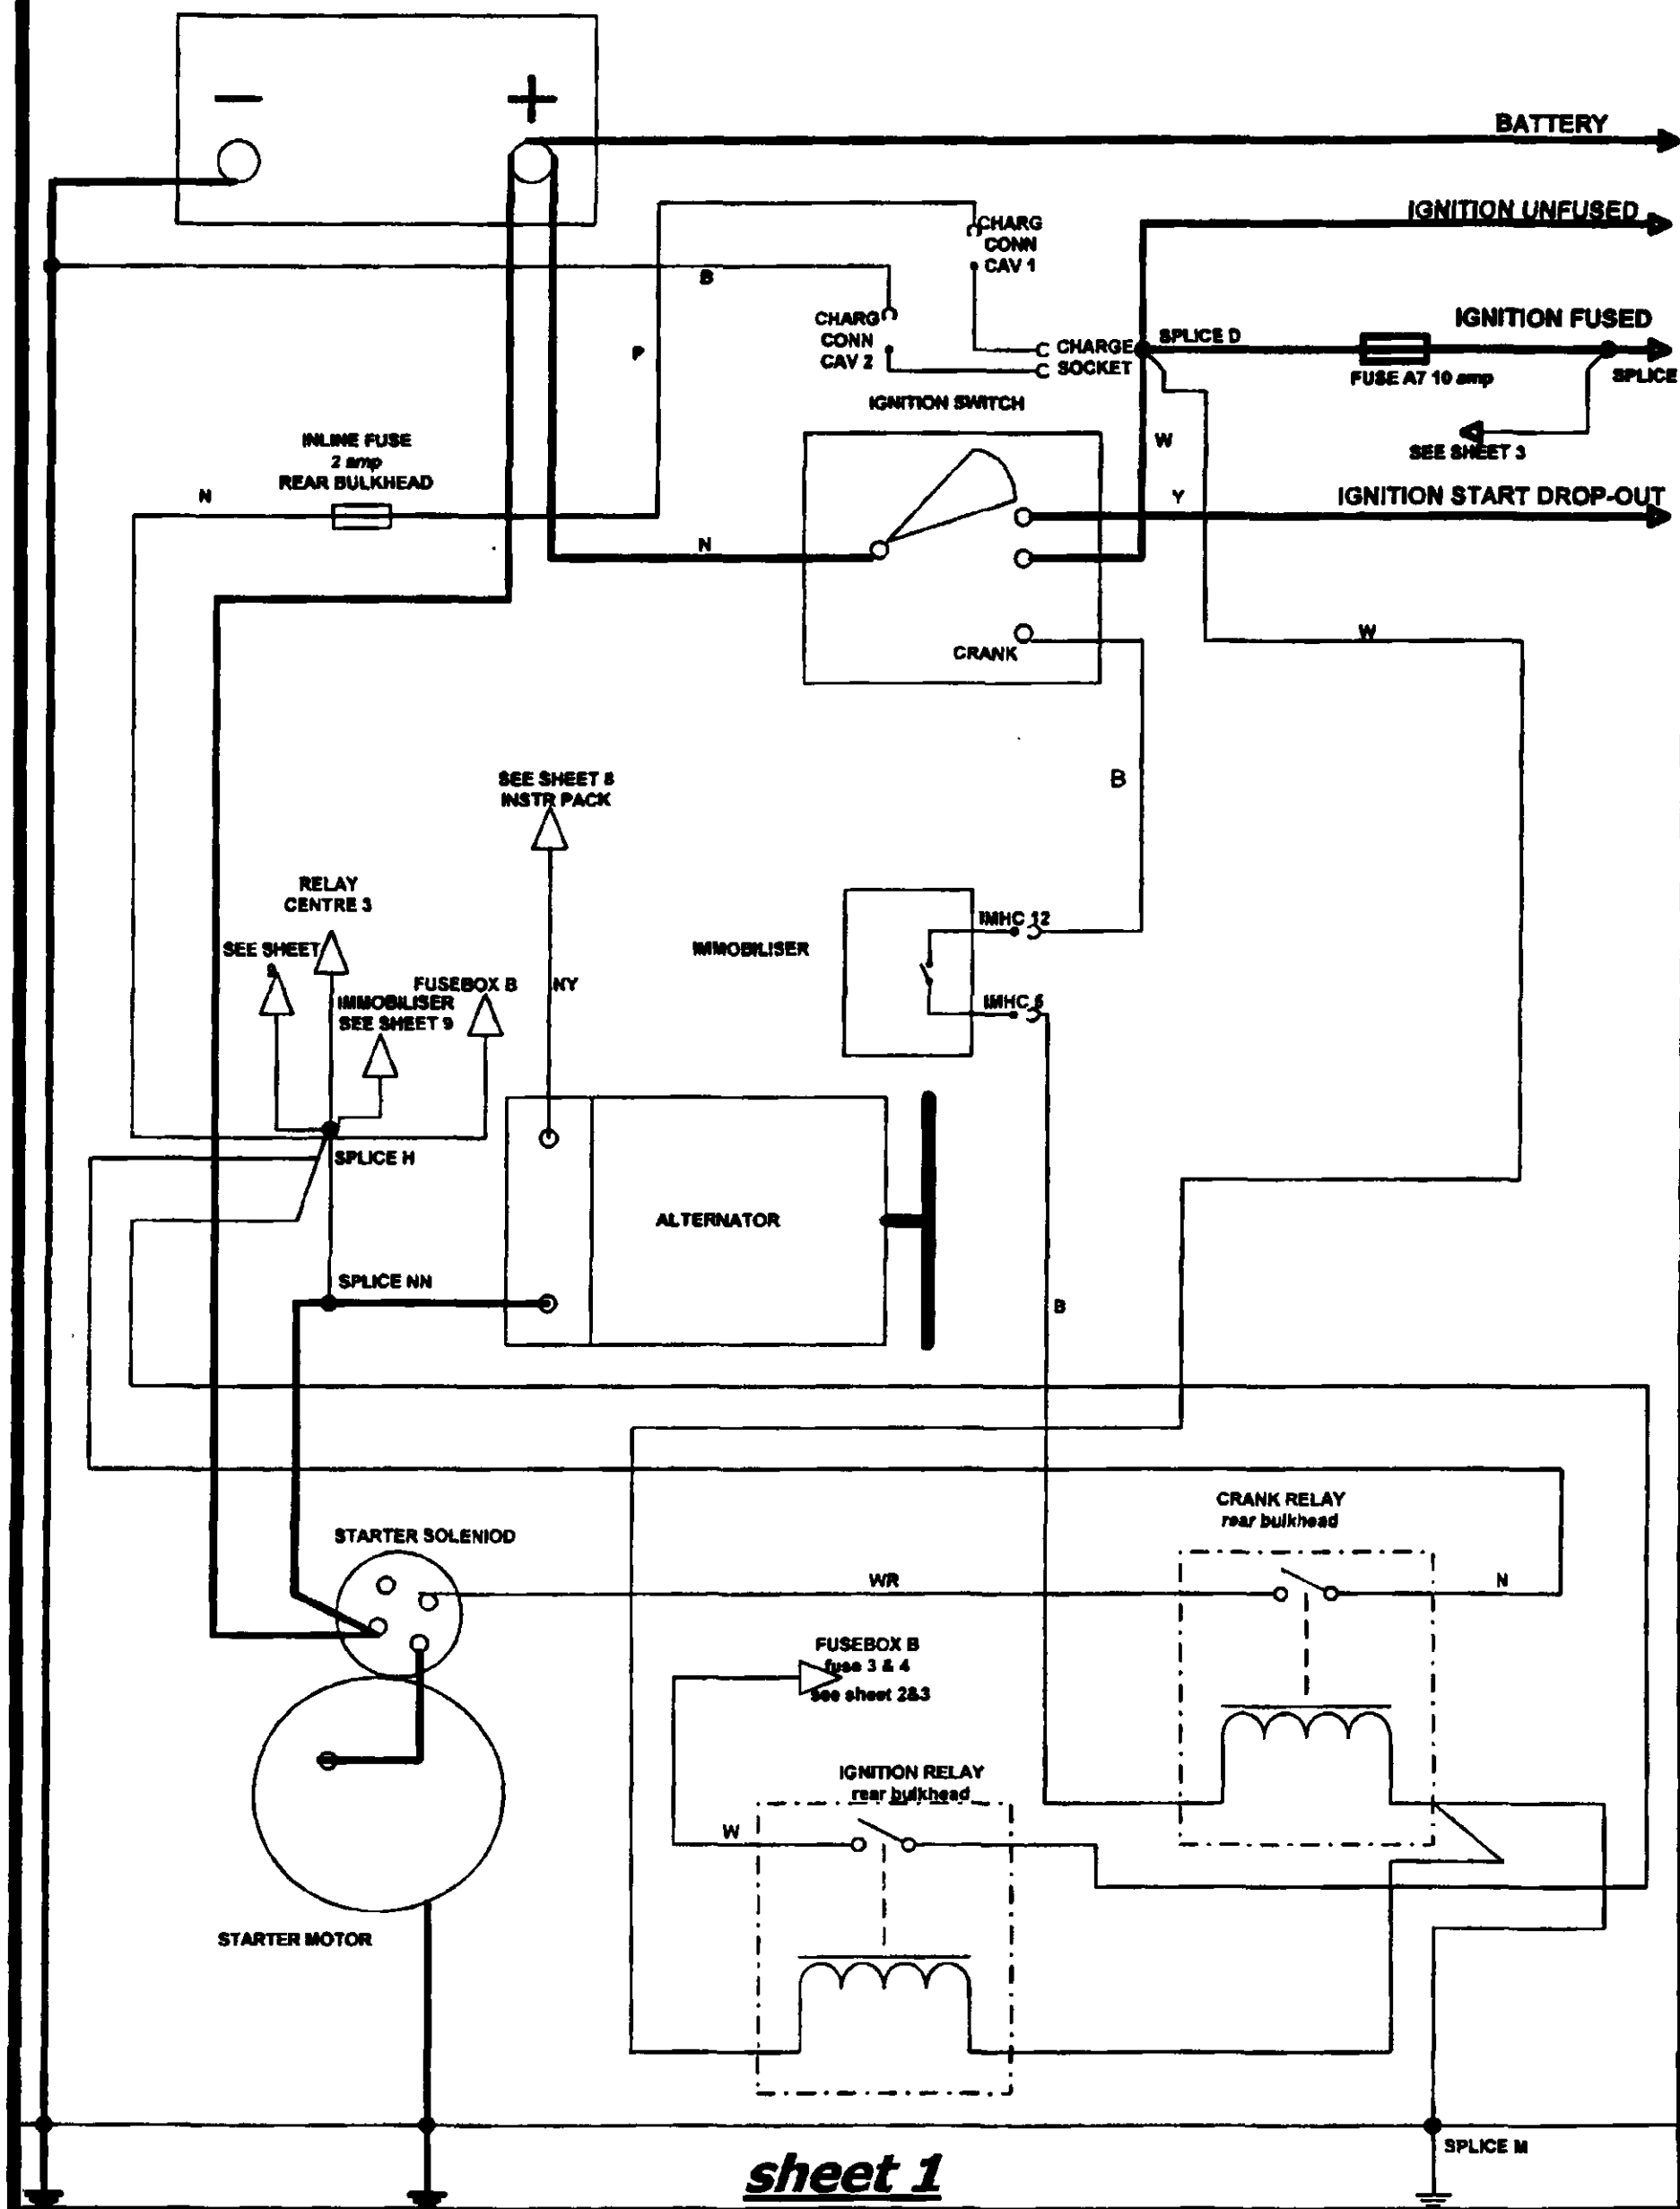 − +
BATTERY
IGNITION UNFUSED
CHARG
CONN
CAV 1
B
CHARG
CONN
CAV 2
P
CHARGE
SOCKET
SPLICE D
IGNITION FUSED
FUSE A7 10 amp
SPLICE
SEE SHEET 3
IGNITION SWITCH
W
INLINE FUSE
2 amp
REAR BULKHEAD
N
Y
IGNITION START DROP-OUT
N
W
CRANK
SEE SHEET 8
INSTR PACK
B
RELAY
CENTRE 3
SEE SHEET
IMMOBILISER
SEE SHEET 9
FUSEBOX B
NY
IMMOBILISER
IMHC 12
IMHC 6
SPLICE H
ALTERNATOR
SPLICE NN
B
CRANK RELAY
rear bulkhead
STARTER SOLENIOD
WR
N
FUSEBOX B
fuse 3 & 4
see sheet 2&3
IGNITION RELAY
rear bulkhead
W
STARTER MOTOR
SPLICE M
sheet 1